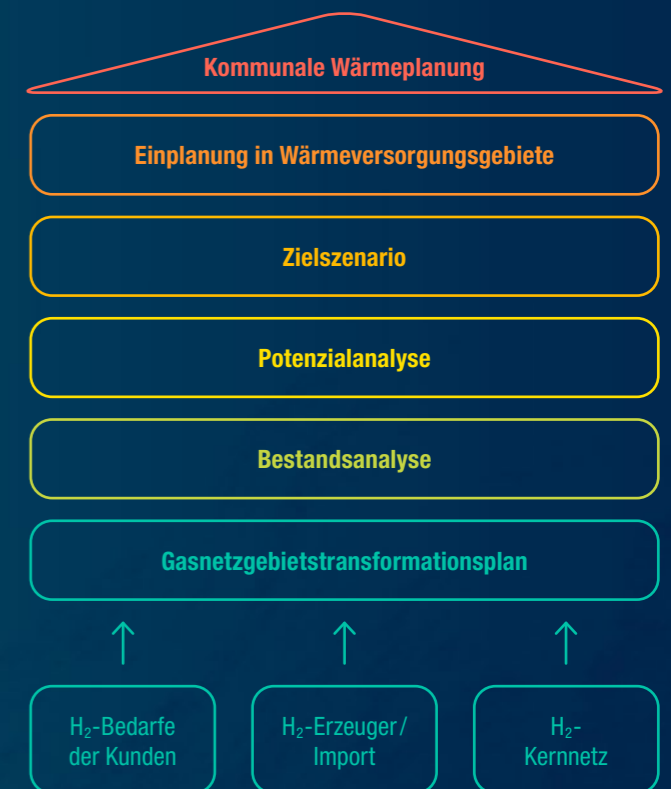 Kommunale Wärmeplanung
Einplanung in Wärmeversorgungsgebiete
Zielszenario
Potenzialanalyse
Bestandsanalyse
Gasnetzgebietstransformationsplan
H₂-Bedarfe
der Kunden
H₂-Erzeuger/
Import
H₂-
Kernnetz